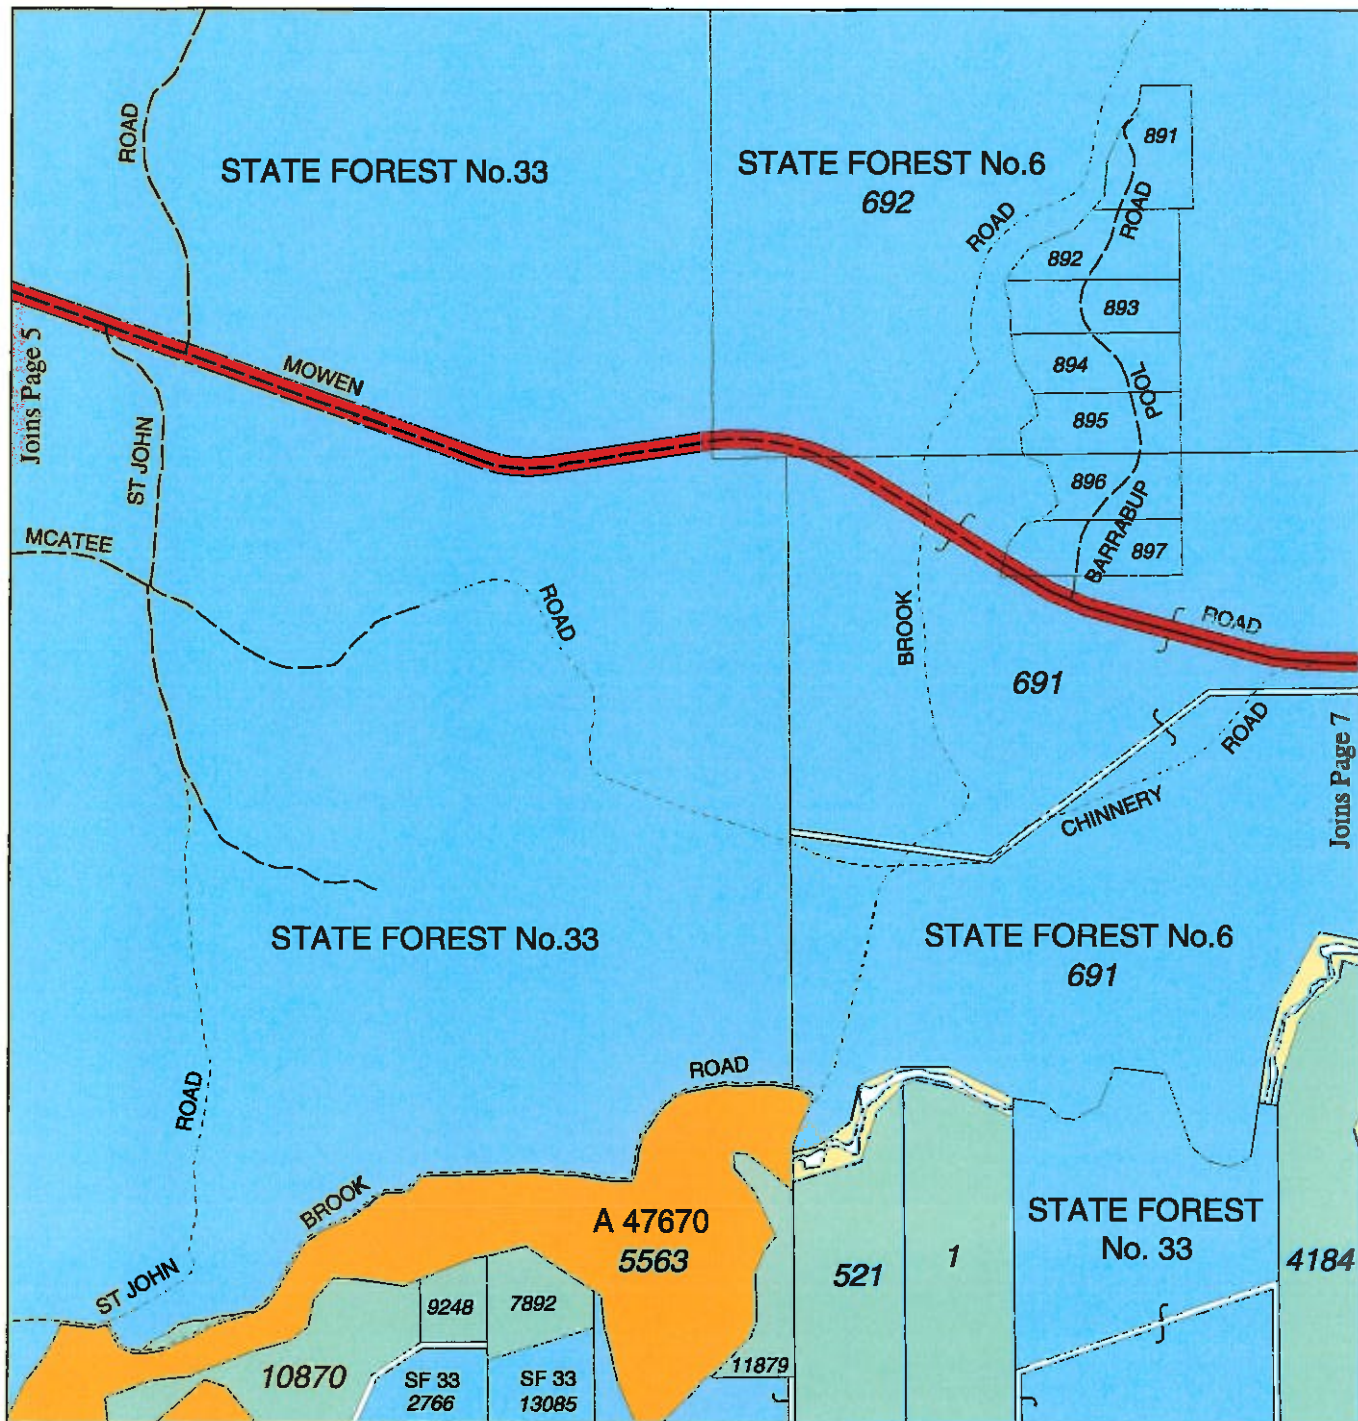 ROAD
STATE FOREST No.33
STATE FOREST No.6
692
891
ROAD
ROAD
892
893
894
POOL
895
896
BARRABUP
897
Joins Page 5
MOWEN
ST JOHN
MCATEE
ROAD
BROOK
ROAD
691
ROAD
CHINNERY
Joins Page 7
STATE FOREST No.33
STATE FOREST No.6
691
ROAD
ROAD
BROOK
ST JOHN
A 47670
5563
STATE FOREST
No. 33
521
1
4184
9248
7892
10870
SF 33
2766
SF 33
13085
11879